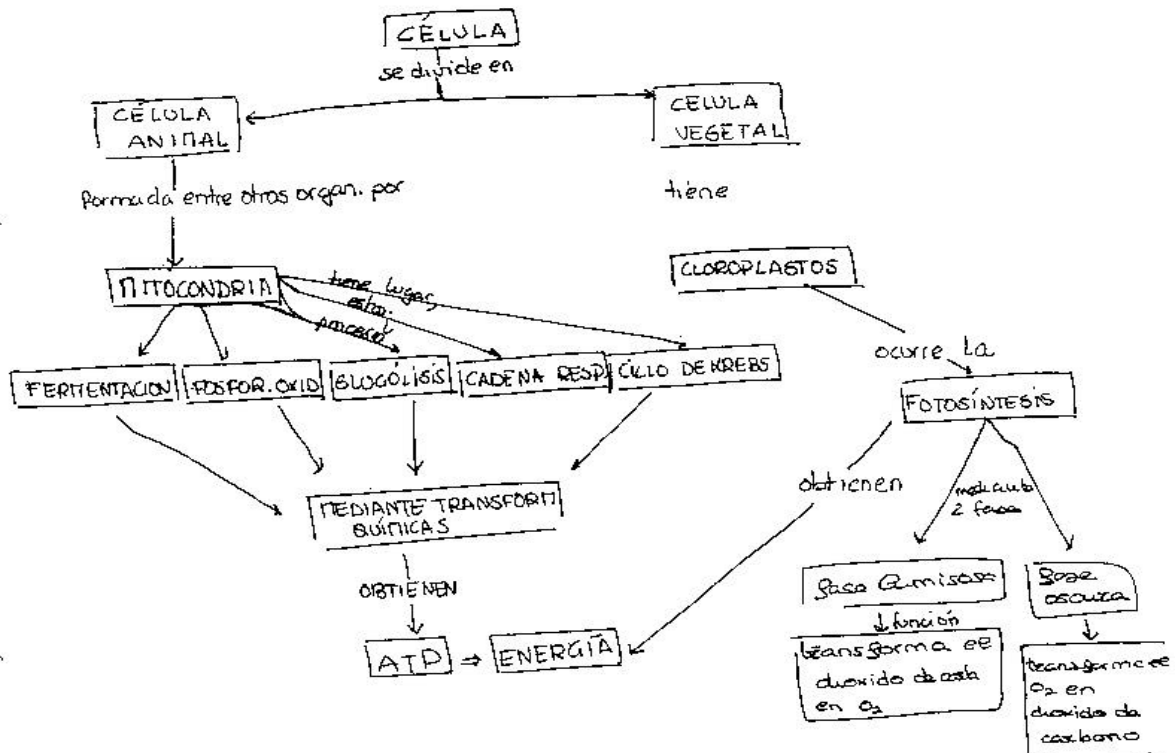 CÉLULA
se divide en
CÉLULA
ANIMAL
CELULA
VEGETAL
formada entre otros organ. por
tiene
MITOCONDRIA
tiene lugar,
estos
procesos
CLOROPLASTOS
ocurre la
FERMENTACION
FOSFOR. OXID
GLUCÓLISIS
CADENA RESP.
CICLO DE KREBS
FOTOSÍNTESIS
MEDIANTE TRANSFORM
QUÍMICAS
obtienen
mediante
2 fases
OBTIENEN
fase luminosa
fase
oscura
función
ATP ⇒ ENERGÍA
transforma el
dioxido de carb
en O2
transforma el
O2 en
dioxido de
carbono